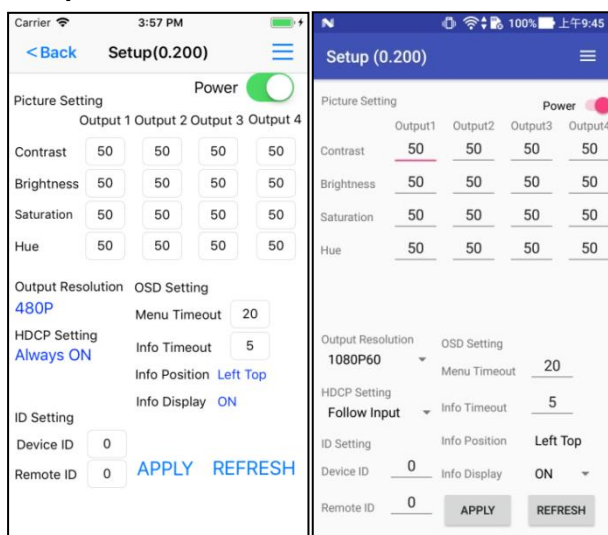 Carrier 3:57 PM
<Back Setup(0.200)
Power
Picture Setting
Output 1 Output 2 Output 3 Output 4
Contrast 50 50 50 50
Brightness 50 50 50 50
Saturation 50 50 50 50
Hue 50 50 50 50
Output Resolution OSD Setting
480P
Menu Timeout 20
HDCP Setting
Always ON
Info Timeout 5
Info Position Left Top
Info Display ON
ID Setting
Device ID 0
Remote ID 0
APPLY REFRESH
100% 上午9:45
Setup (0.200)
Picture Setting
Power
Output1 Output2 Output3 Output4
Contrast 50 50 50 50
Brightness 50 50 50 50
Saturation 50 50 50 50
Hue 50 50 50 50
Output Resolution OSD Setting
1080P60
Menu Timeout 20
HDCP Setting
Follow Input
Info Timeout 5
ID Setting
Info Position Left Top
Device ID 0
Info Display ON
Remote ID 0
APPLY REFRESH